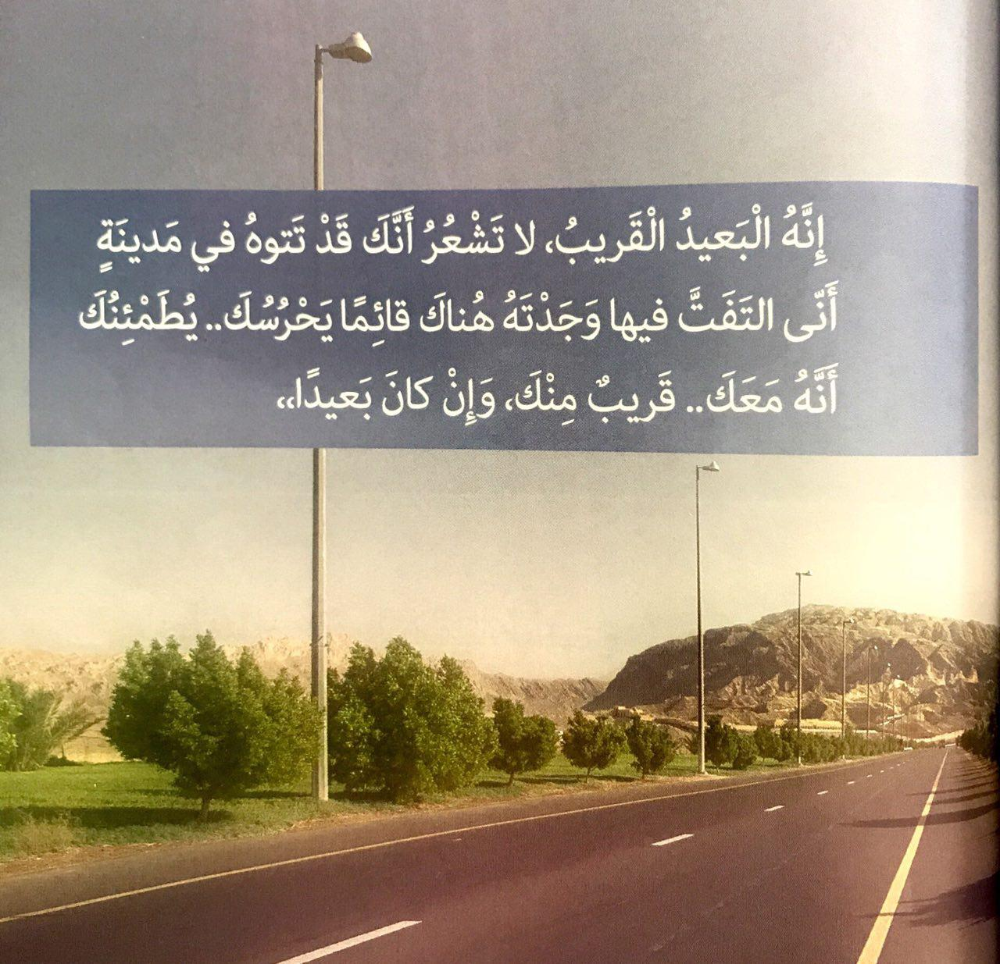 إِنَّهُ الْبَعيدُ الْقَريبُ، لا تَشْعُرُ أَنَّكَ قَدْ تَتوهُ في مَدينَةٍ
أَنّى التَفَتَّ فيها وَجَدْتَهُ هُناكَ قائِمًا يَحْرُسُكَ.. يُطَمْئِنُكَ
أَنَّهُ مَعَكَ.. قَريبٌ مِنْكَ، وَإِنْ كانَ بَعيدًا،،